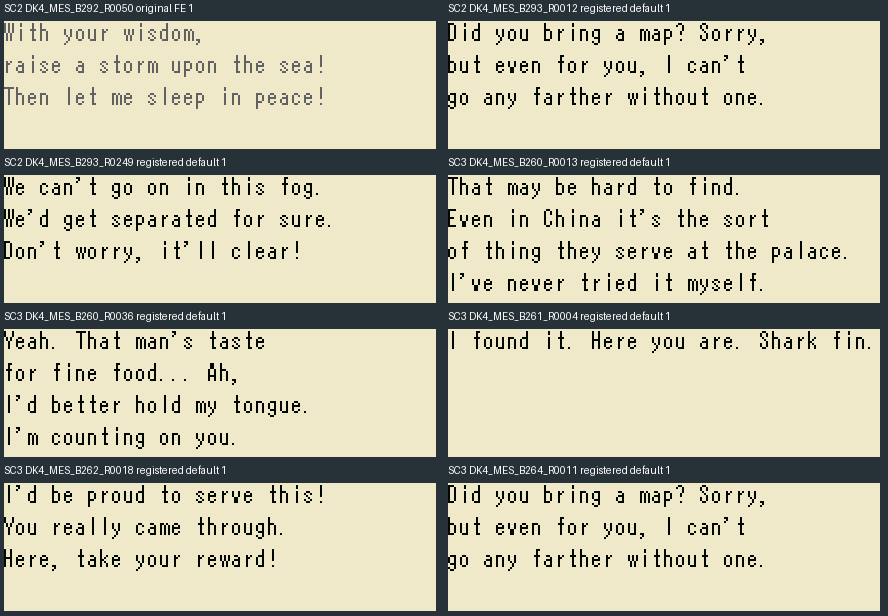 SC2 DK4_MES_B292_R0050 original FE 1
With your wisdom,
raise a storm upon the sea!
Then let me sleep in peace!
SC2 DK4_MES_B293_R0012 registered default 1
Did you bring a map? Sorry,
but even for you, I can't
go any farther without one.
SC2 DK4_MES_B293_R0249 registered default 1
We can't go on in this fog.
We'd get separated for sure.
Don't worry, it'll clear!
SC3 DK4_MES_B260_R0013 registered default 1
That may be hard to find.
Even in China it's the sort
of thing they serve at the palace.
I've never tried it myself.
SC3 DK4_MES_B260_R0036 registered default 1
Yeah. That man's taste
for fine food... Ah,
I'd better hold my tongue.
I'm counting on you.
SC3 DK4_MES_B261_R0004 registered default 1
I found it. Here you are. Shark fin.
SC3 DK4_MES_B262_R0018 registered default 1
I'd be proud to serve this!
You really came through.
Here, take your reward!
SC3 DK4_MES_B264_R0011 registered default 1
Did you bring a map? Sorry,
but even for you, I can't
go any farther without one.